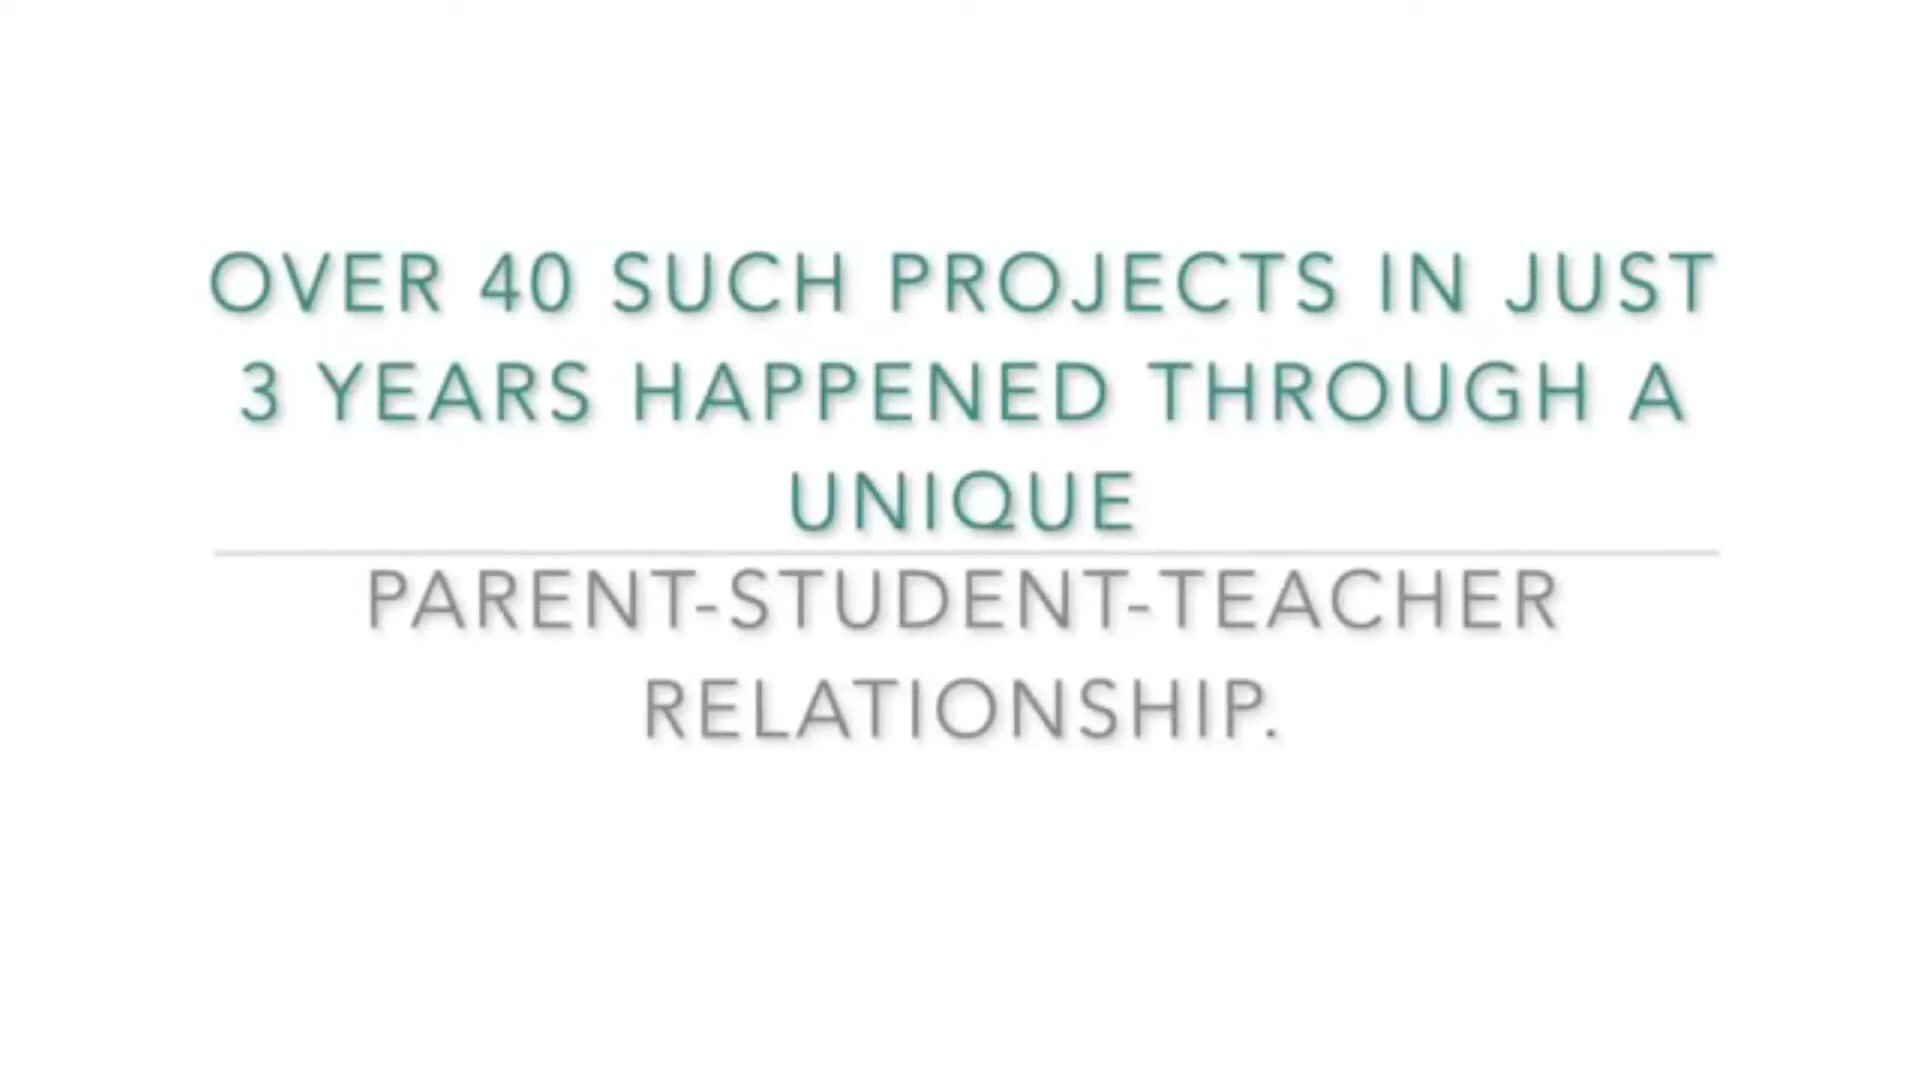 OVER 40 SUCH PROJECTS IN JUST
3 YEARS HAPPENED THROUGH A
UNIQUE
PARENT-STUDENT-TEACHER
RELATIONSHIP.